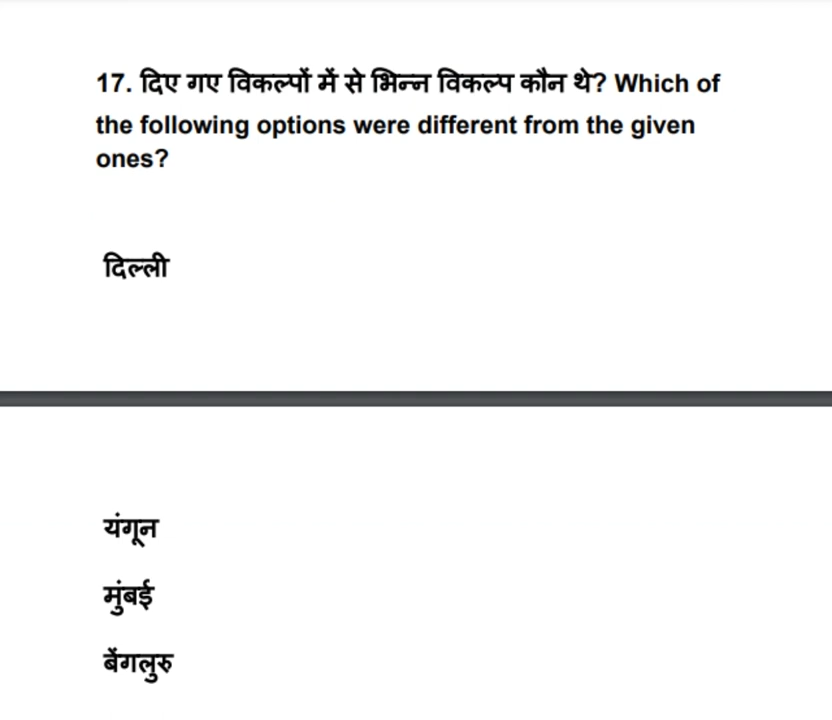 17. दिए गए विकल्पों में से भिन्न विकल्प कौन थे? Which of
the following options were different from the given
ones?
दिल्ली
यंगून
मुंबई
बेंगलुरु